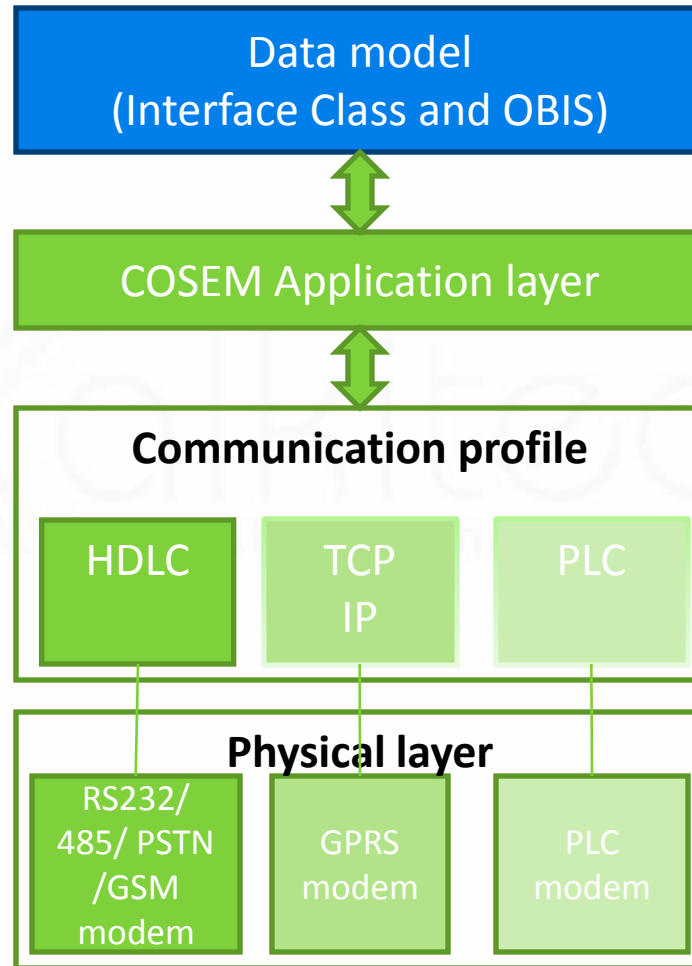 Data model
(Interface Class and OBIS)
COSEM Application layer
Communication profile
HDLC
TCP
IP
PLC
Physical layer
RS232/
485/ PSTN
/GSM
modem
GPRS
modem
PLC
modem